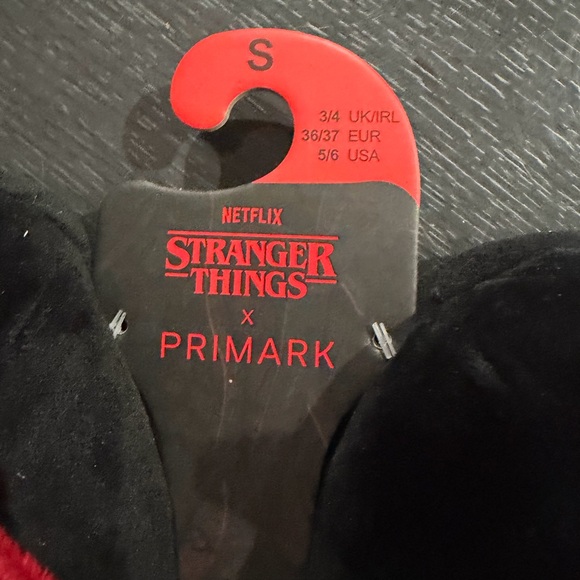 S
3/4 UK/IRL
36/37 EUR
5/6 USA
NETFLIX
STRANGER
THINGS
X
PRIMARK